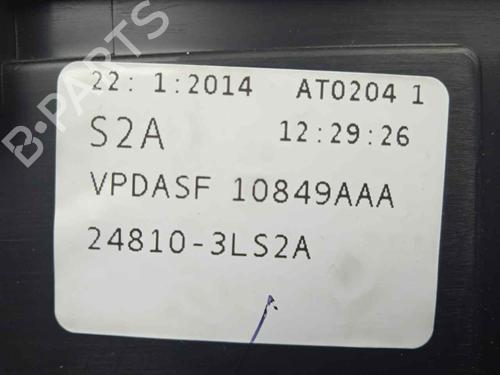 22: 1:2014 AT0204 1
S2A 12:29:26
VPDASF 10849AAA
24810-3LS2A
B-PARTS